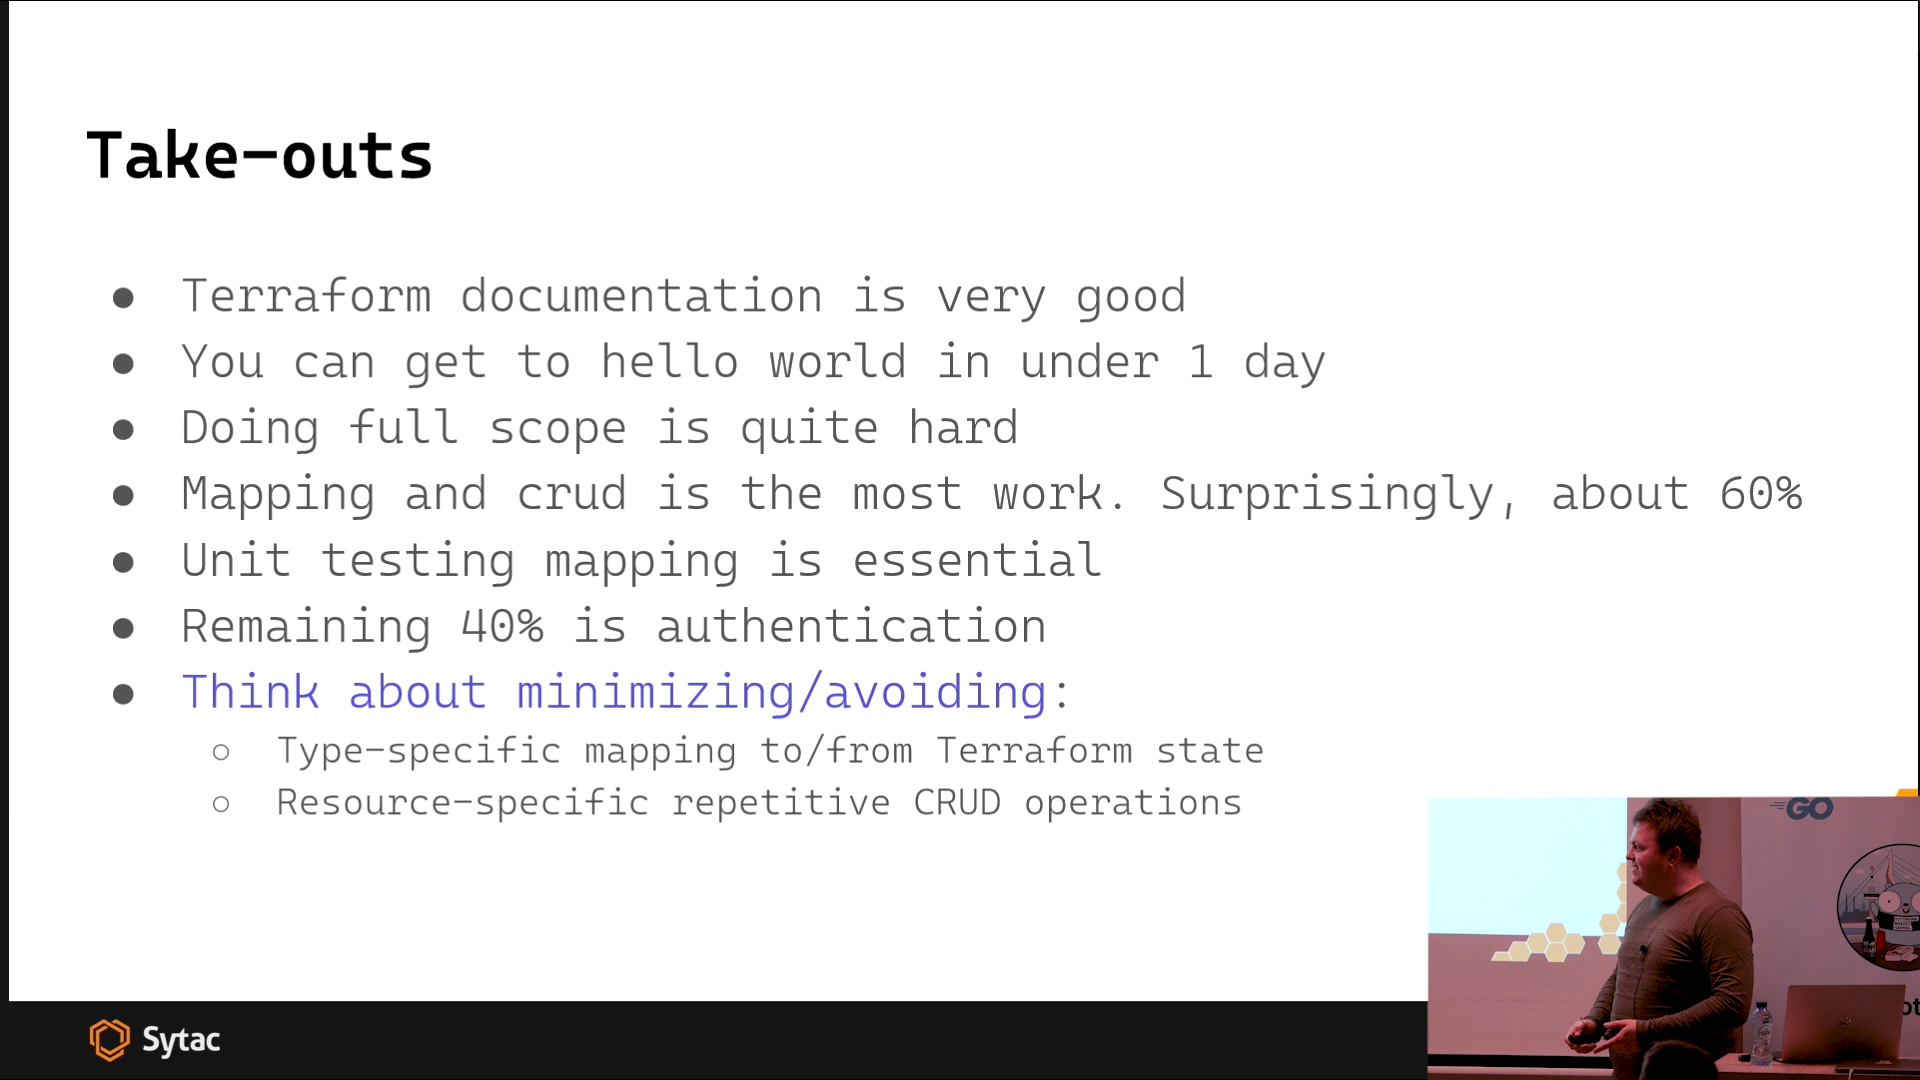 Take-outs
● Terraform documentation is very good
● You can get to hello world in under 1 day
● Doing full scope is quite hard
● Mapping and crud is the most work. Surprisingly, about 60%
● Unit testing mapping is essential
● Remaining 40% is authentication
● Think about minimizing/avoiding:
○ Type-specific mapping to/from Terraform state
○ Resource-specific repetitive CRUD operations
GO
Sytac